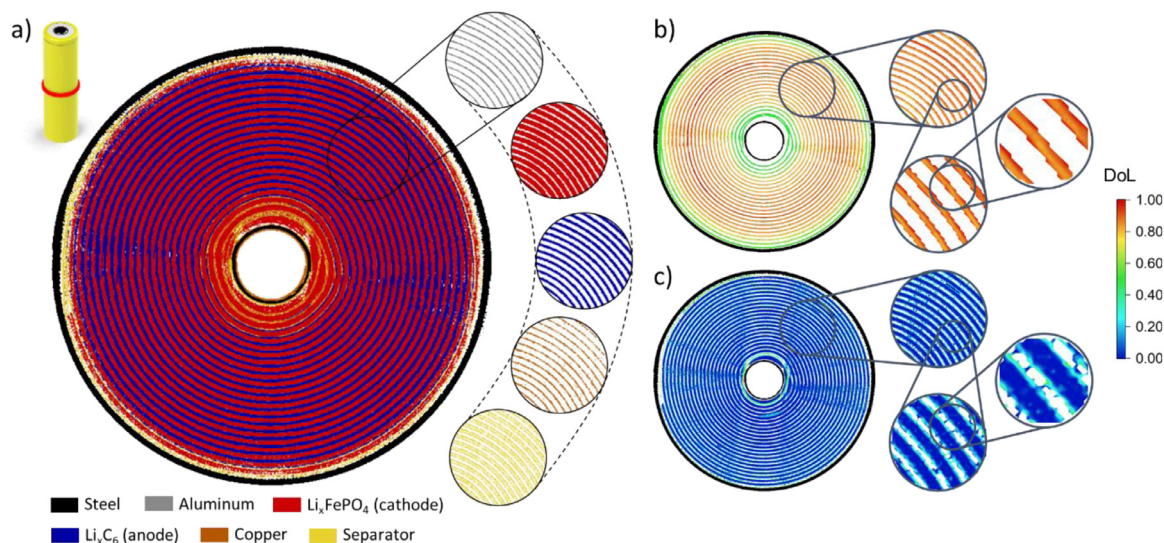 a)
Steel
Aluminum
LiₓFePO₄ (cathode)
LiₓC₆ (anode)
Copper
Separator
b)
c)
DoL
1.00
0.80
0.60
0.40
0.20
0.00